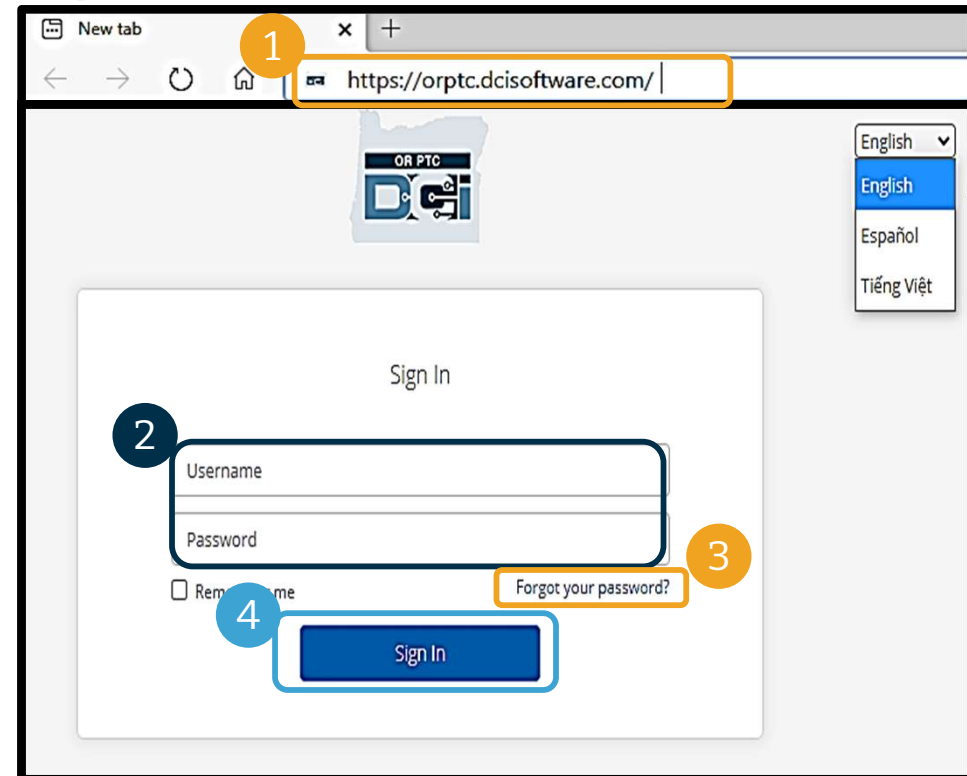 New tab
1
https://orptc.dcisoftware.com/
OR PTC
DCi
English
English
Español
Tiếng Việt
Sign In
2
Username
Password
3
me
Forgot your password?
4
Sign In